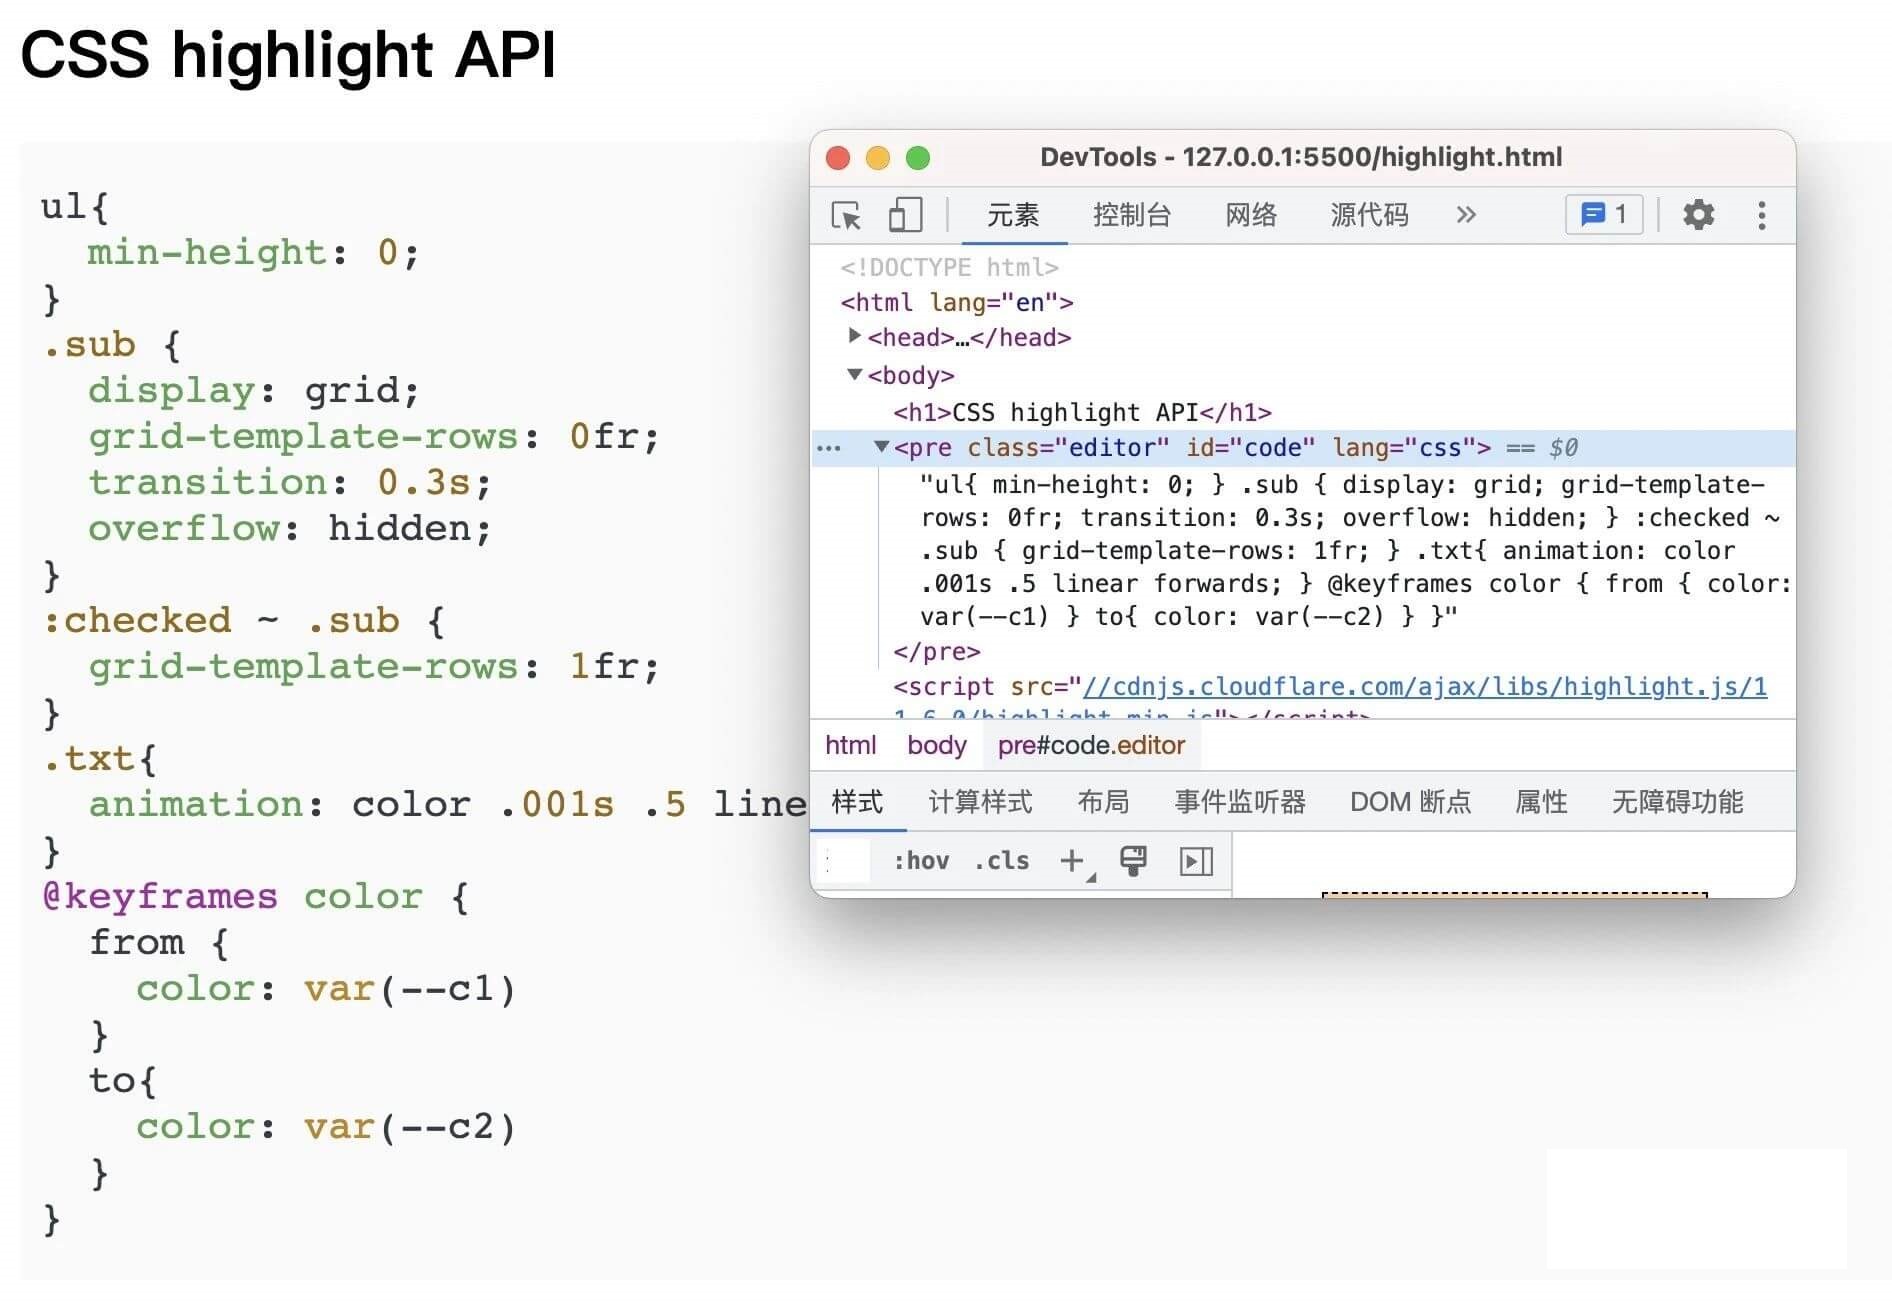 CSS highlight API
ul{
  min-height: 0;
}
.sub {
  display: grid;
  grid-template-rows: 0fr;
  transition: 0.3s;
  overflow: hidden;
}
:checked ~ .sub {
  grid-template-rows: 1fr;
}
.txt{
  animation: color .001s .5 line
}
@keyframes color {
  from {
    color: var(--c1)
  }
  to{
    color: var(--c2)
  }
}
DevTools - 127.0.0.1:5500/highlight.html
元素 控制台 网络 源代码 » 1
<!DOCTYPE html>
<html lang="en">
<head>…</head>
<body>
<h1>CSS highlight API</h1>
<pre class="editor" id="code" lang="css"> == $0
"ul{ min-height: 0; } .sub { display: grid; grid-template-
rows: 0fr; transition: 0.3s; overflow: hidden; } :checked ~
.sub { grid-template-rows: 1fr; } .txt{ animation: color
.001s .5 linear forwards; } @keyframes color { from { color:
var(--c1) } to{ color: var(--c2) } }"
</pre>
<script src="//cdnjs.cloudflare.com/ajax/libs/highlight.js/1
1.6.0/highlight.min.js"></script>
html body pre#code.editor
样式 计算样式 布局 事件监听器 DOM 断点 属性 无障碍功能
:hov .cls +